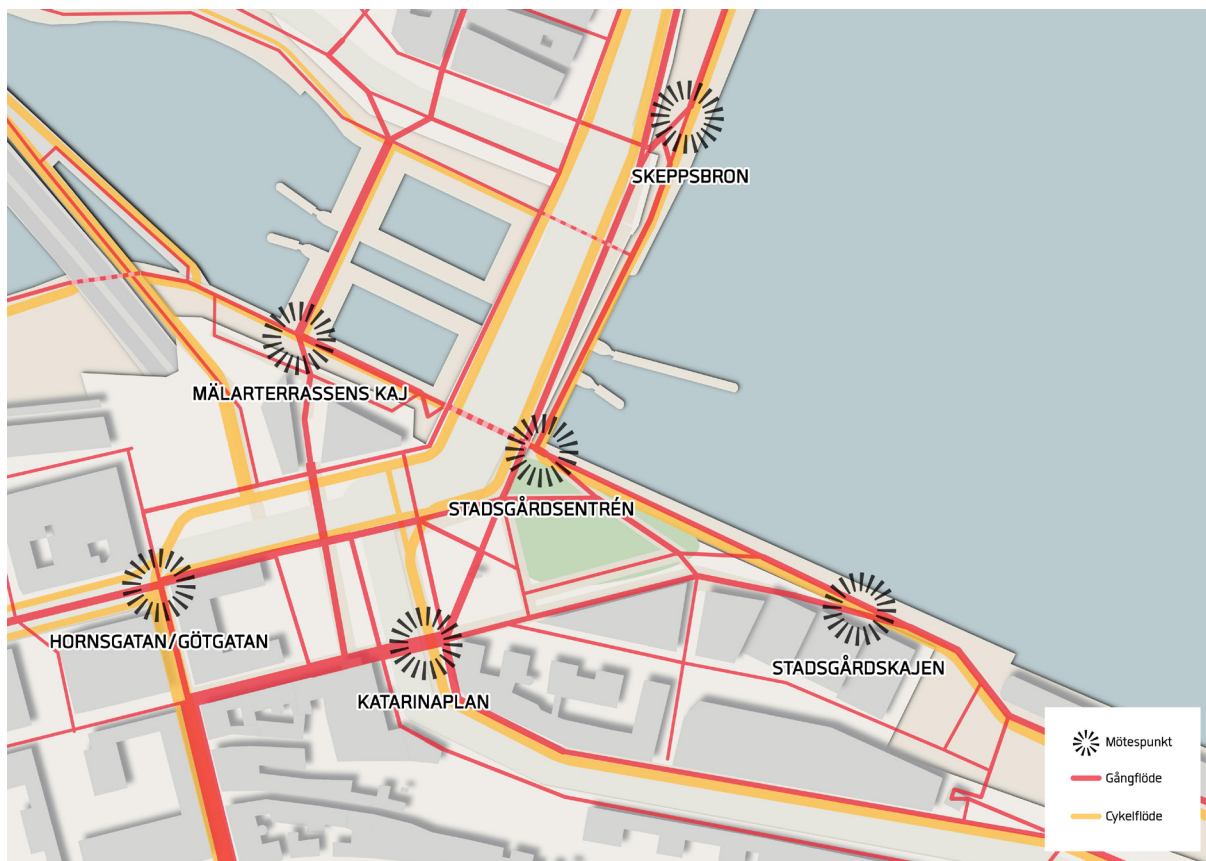 SKEPPSBRON
MÄLARTERRASSENS KAJ
STADSGÅRDSENTRÉN
HORNSGATAN/GÖTGATAN
STADSGÅRDSKAJEN
KATARINAPLAN
Mötespunkt
Gångflöde
Cykelflöde